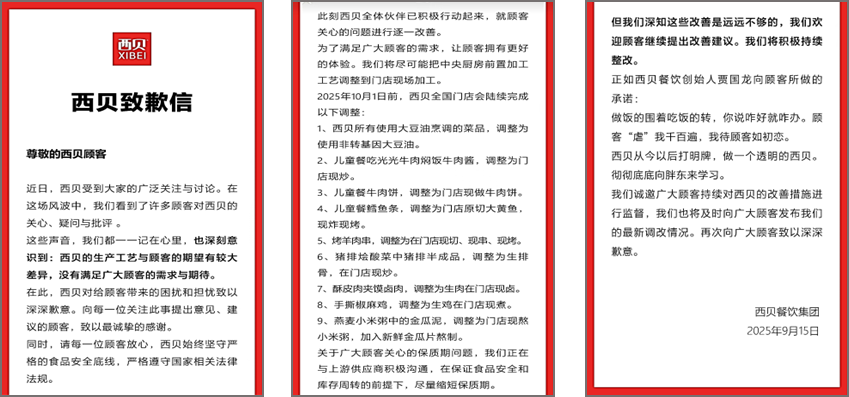 西贝
XIBEI
西贝致歉信
尊敬的西贝顾客
近日，西贝受到大家的广泛关注与讨论。在
这场风波中，我们看到了许多顾客对西贝的
关心、疑问与批评 。
这些声音，我们都一一记在心里，也深刻意
识到：西贝的生产工艺与顾客的期望有较大
差异，没有满足广大顾客的需求与期待。
在此，西贝对给顾客带来的困扰和担忧致以
深深歉意。向每一位关注此事提出意见、建
议的顾客，致以最诚挚的感谢。
同时，请每一位顾客放心，西贝始终坚守严
格的食品安全底线，严格遵守国家相关法律
法规。
此刻西贝全体伙伴已积极行动起来，就顾客
关心的问题进行逐一改善。
为了满足广大顾客的需求，让顾客拥有更好
的体验。我们将尽可能把中央厨房前置加工
工艺调整到门店现场加工。
2025年10月1日前，西贝全国门店会陆续完成
以下调整：
1、西贝所有使用大豆油烹调的菜品，调整为
使用非转基因大豆油。
2、儿童餐吃光光牛肉焖饭牛肉酱，调整为门
店现炒。
3、儿童餐牛肉饼，调整为门店现做牛肉饼。
4、儿童餐鳕鱼条，调整为门店原切大黄鱼，
现炸现烤。
5、烤羊肉串，调整为在门店现切、现串、现烤。
6、猪排烩酸菜中猪排半成品，调整为生排
骨，在门店现炒。
7、酥皮肉夹馍卤肉，调整为生肉在门店现卤。
8、手撕椒麻鸡，调整为生鸡在门店现煮。
9、燕麦小米粥中的金瓜泥，调整为门店现熬
小米粥，加入新鲜金瓜片熬制。
关于广大顾客关心的保质期问题，我们正在
与上游供应商积极沟通，在保证食品安全和
库存周转的前提下，尽量缩短保质期。
但我们深知这些改善是远远不够的，我们欢
迎顾客继续提出改善建议。我们将积极持续
整改。
正如西贝餐饮创始人贾国龙向顾客所做的
承诺：
做饭的围着吃饭的转，你说咋好就咋办。顾
客“虐”我千百遍，我待顾客如初恋。
西贝从今以后打明牌，做一个透明的西贝。
彻彻底底向胖东来学习。
我们诚邀广大顾客持续对西贝的改善措施进
行监督，我们也将及时向广大顾客发布我们
的最新调改情况。再次向广大顾客致以深深
歉意。
西贝餐饮集团
2025年9月15日